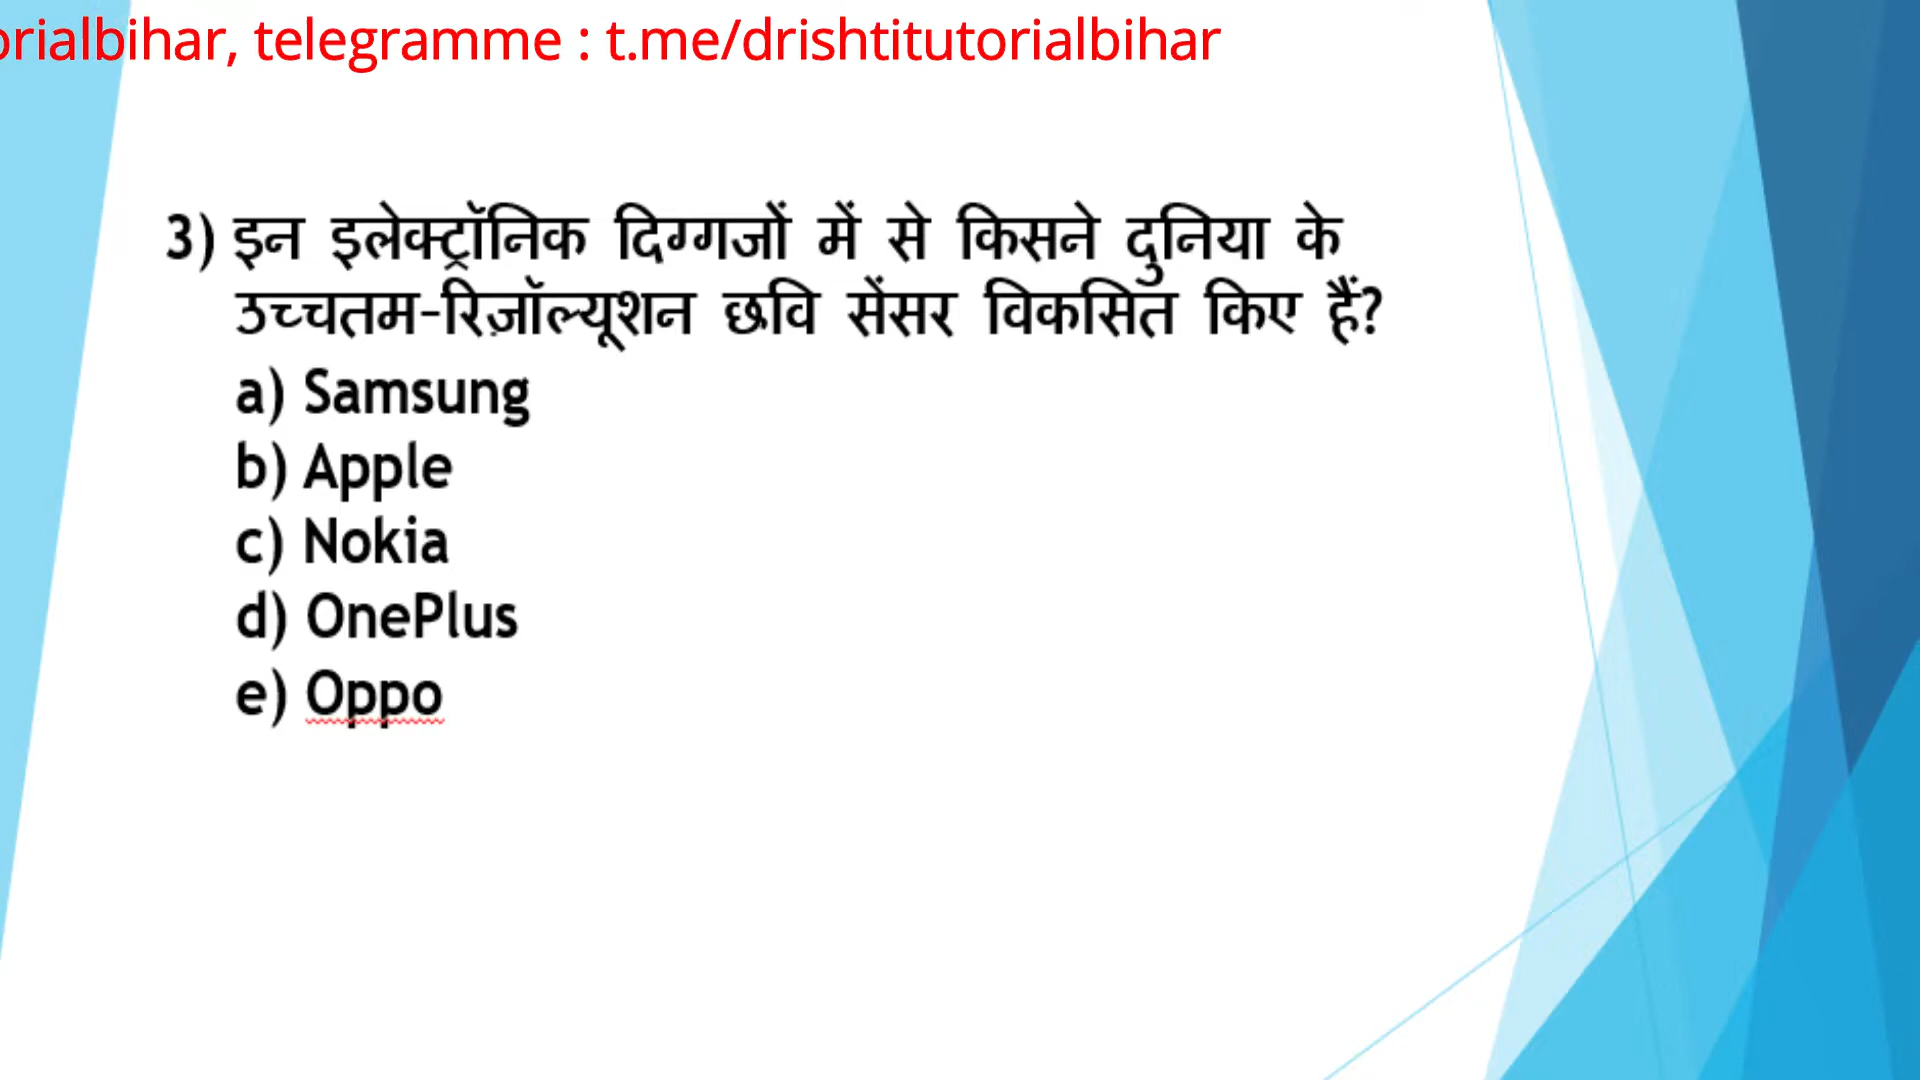 telegramme : t.me/drishtitutorialbihar
3) इन इलेक्ट्रॉनिक दिग्गजों में से किसने दुनिया के
उच्चतम-रिज़ॉल्यूशन छवि सेंसर विकसित किए हैं?
a) Samsung
b) Apple
c) Nokia
d) OnePlus
e) Oppo